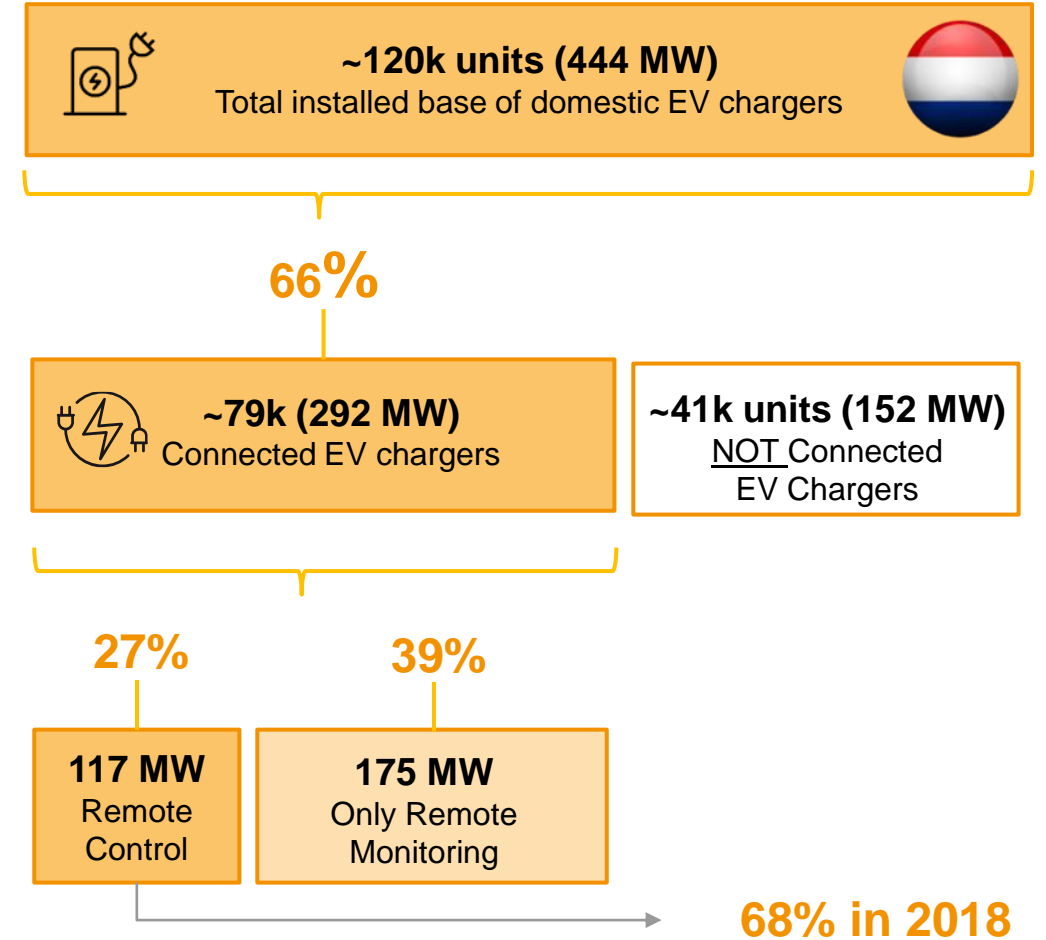 ~120k units (444 MW)
Total installed base of domestic EV chargers
66%
~79k (292 MW)
Connected EV chargers
~41k units (152 MW)
NOT Connected
EV Chargers
27%
39%
117 MW
Remote
Control
175 MW
Only Remote
Monitoring
68% in 2018